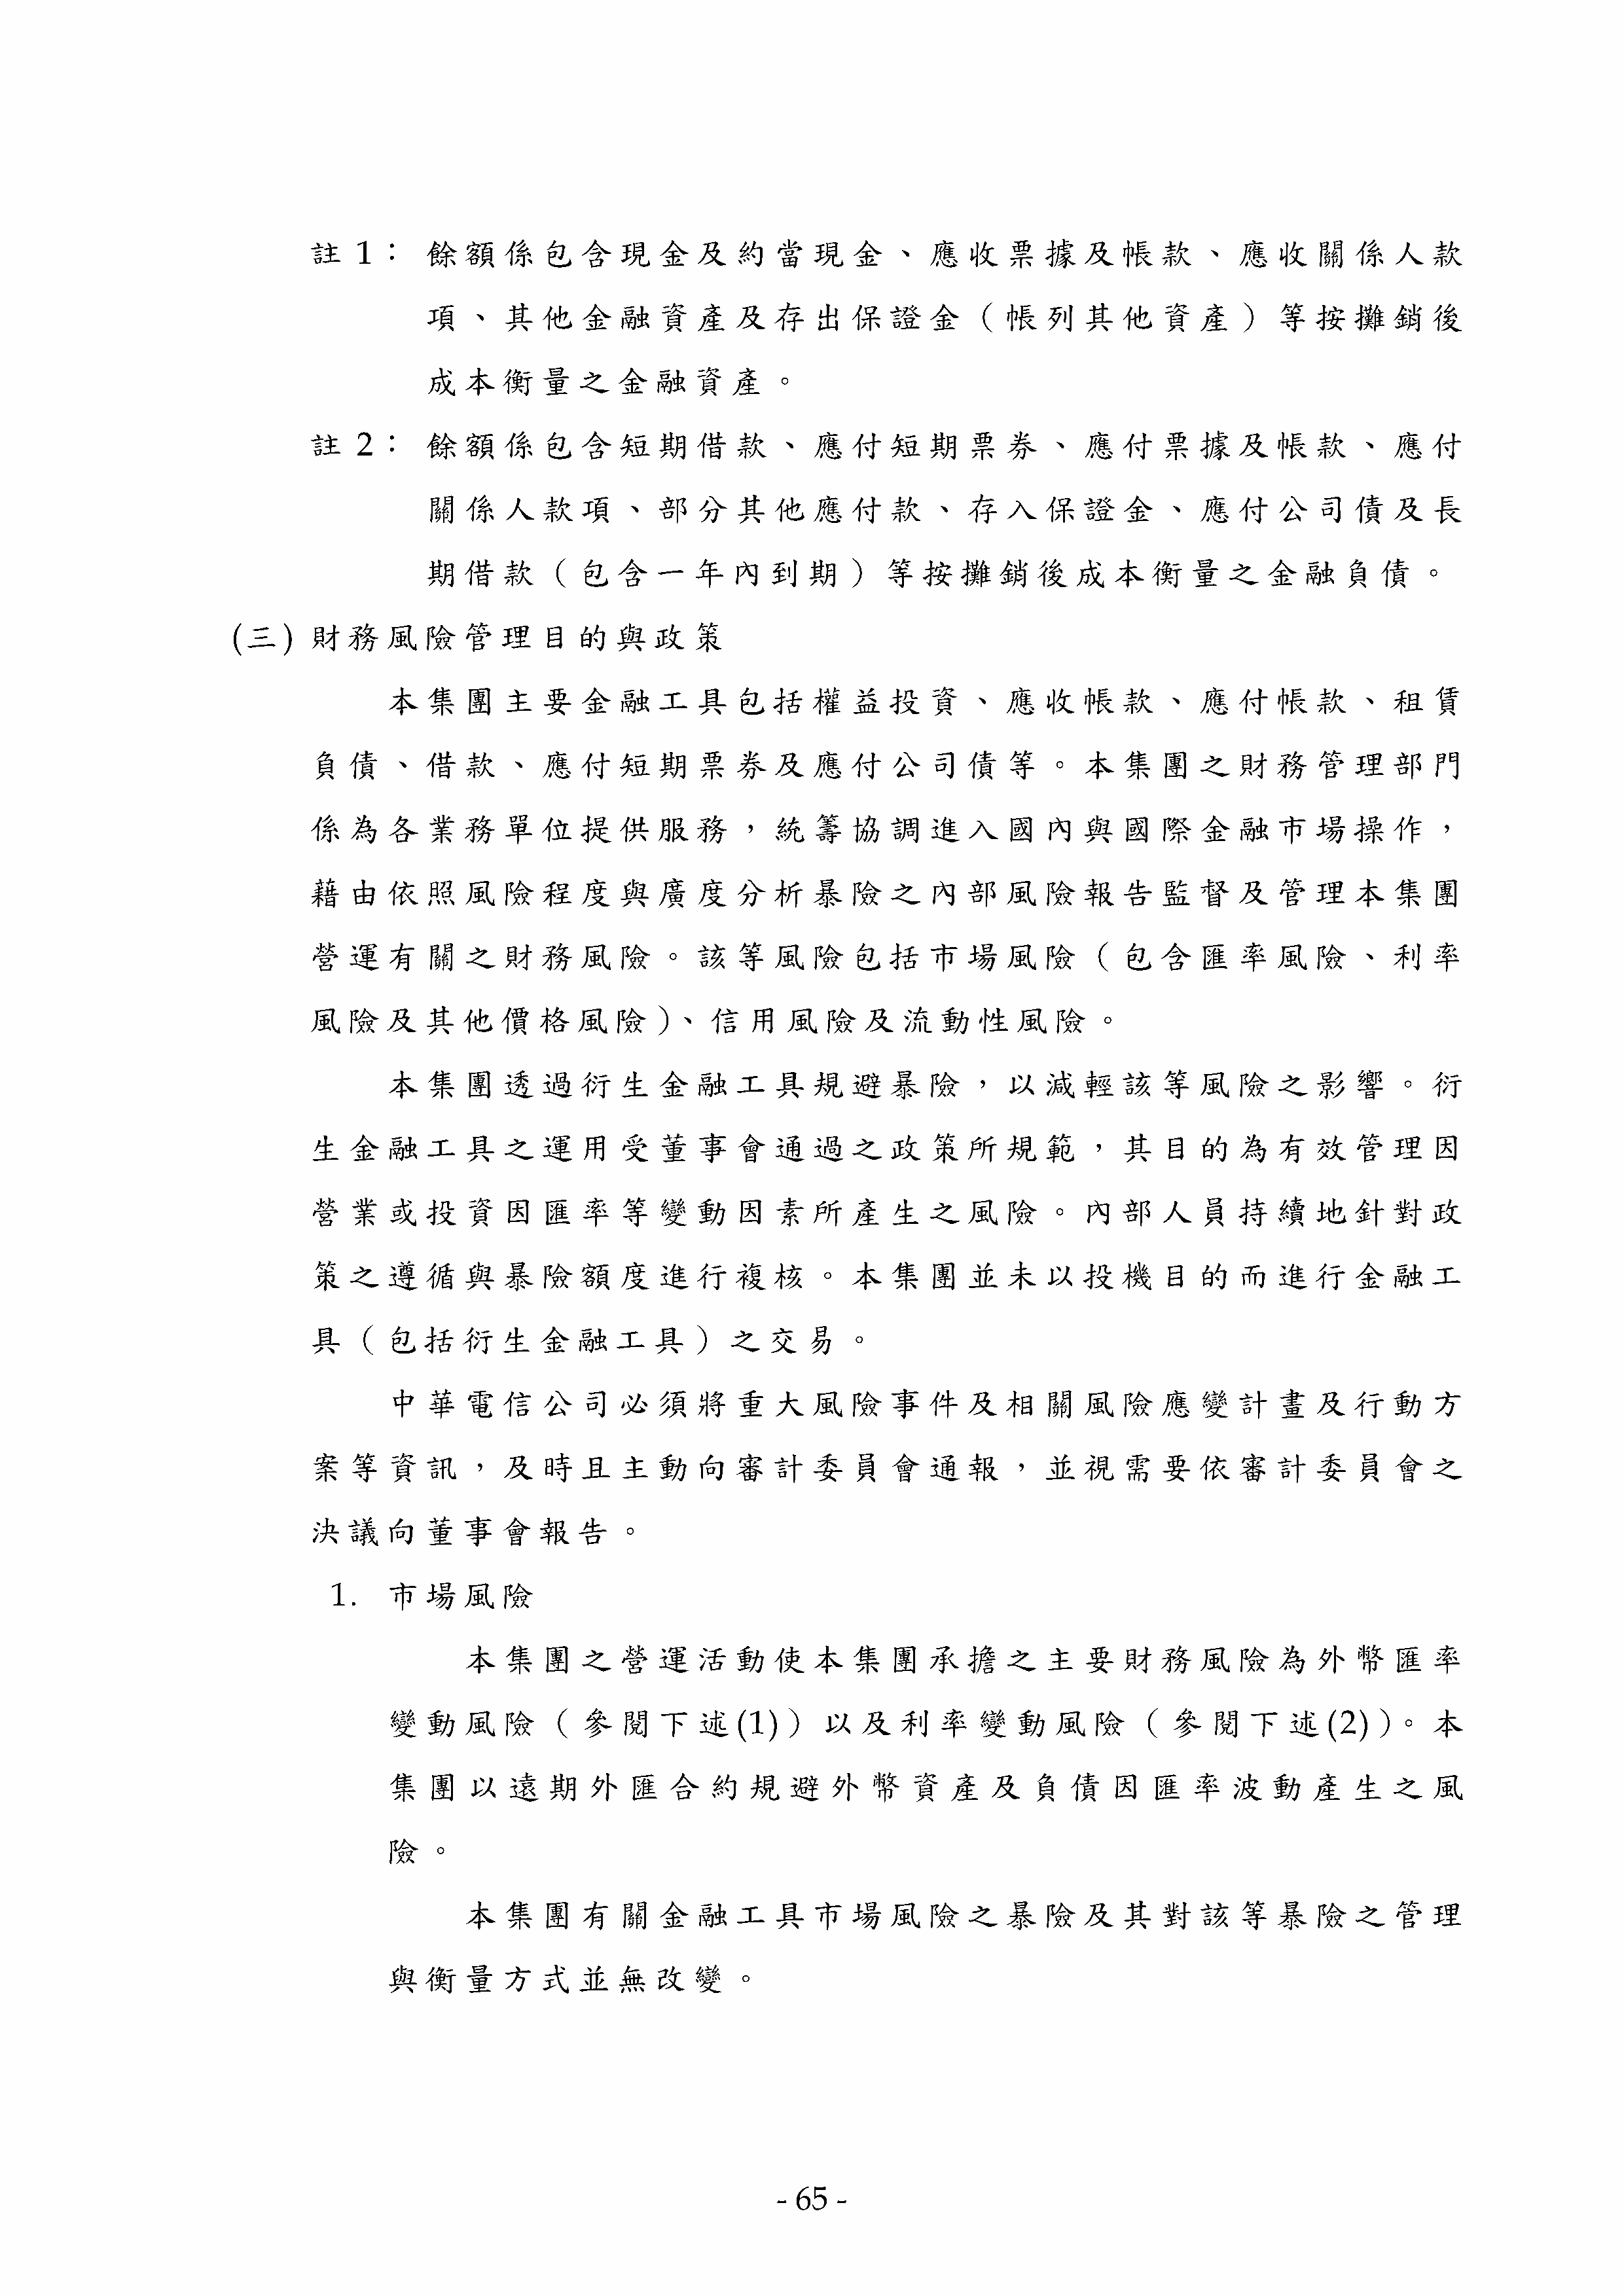 註 1： 餘額係包含現金及約當現金、應收票據及帳款、應收關係人款
項、其他金融資產及存出保證金（帳列其他資產）等按攤銷後
成本衡量之金融資產。
註 2： 餘額係包含短期借款、應付短期票券、應付票據及帳款、應付
關係人款項、部分其他應付款、存入保證金、應付公司債及長
期借款（包含一年內到期）等按攤銷後成本衡量之金融負債。
(三) 財務風險管理目的與政策
本集團主要金融工具包括權益投資、應收帳款、應付帳款、租賃
負債、借款、應付短期票券及應付公司債等。本集團之財務管理部門
係為各業務單位提供服務，統籌協調進入國內與國際金融市場操作，
藉由依照風險程度與廣度分析暴險之內部風險報告監督及管理本集團
營運有關之財務風險。該等風險包括市場風險（包含匯率風險、利率
風險及其他價格風險）、信用風險及流動性風險。
本集團透過衍生金融工具規避暴險，以減輕該等風險之影響。衍
生金融工具之運用受董事會通過之政策所規範，其目的為有效管理因
營業或投資因匯率等變動因素所產生之風險。內部人員持續地針對政
策之遵循與暴險額度進行複核。本集團並未以投機目的而進行金融工
具（包括衍生金融工具）之交易。
中華電信公司必須將重大風險事件及相關風險應變計畫及行動方
案等資訊，及時且主動向審計委員會通報，並視需要依審計委員會之
決議向董事會報告。
1. 市場風險
本集團之營運活動使本集團承擔之主要財務風險為外幣匯率
變動風險（參閱下述(1)）以及利率變動風險（參閱下述(2)）。本
集團以遠期外匯合約規避外幣資產及負債因匯率波動產生之風
險。
本集團有關金融工具市場風險之暴險及其對該等暴險之管理
與衡量方式並無改變。
- 65 -